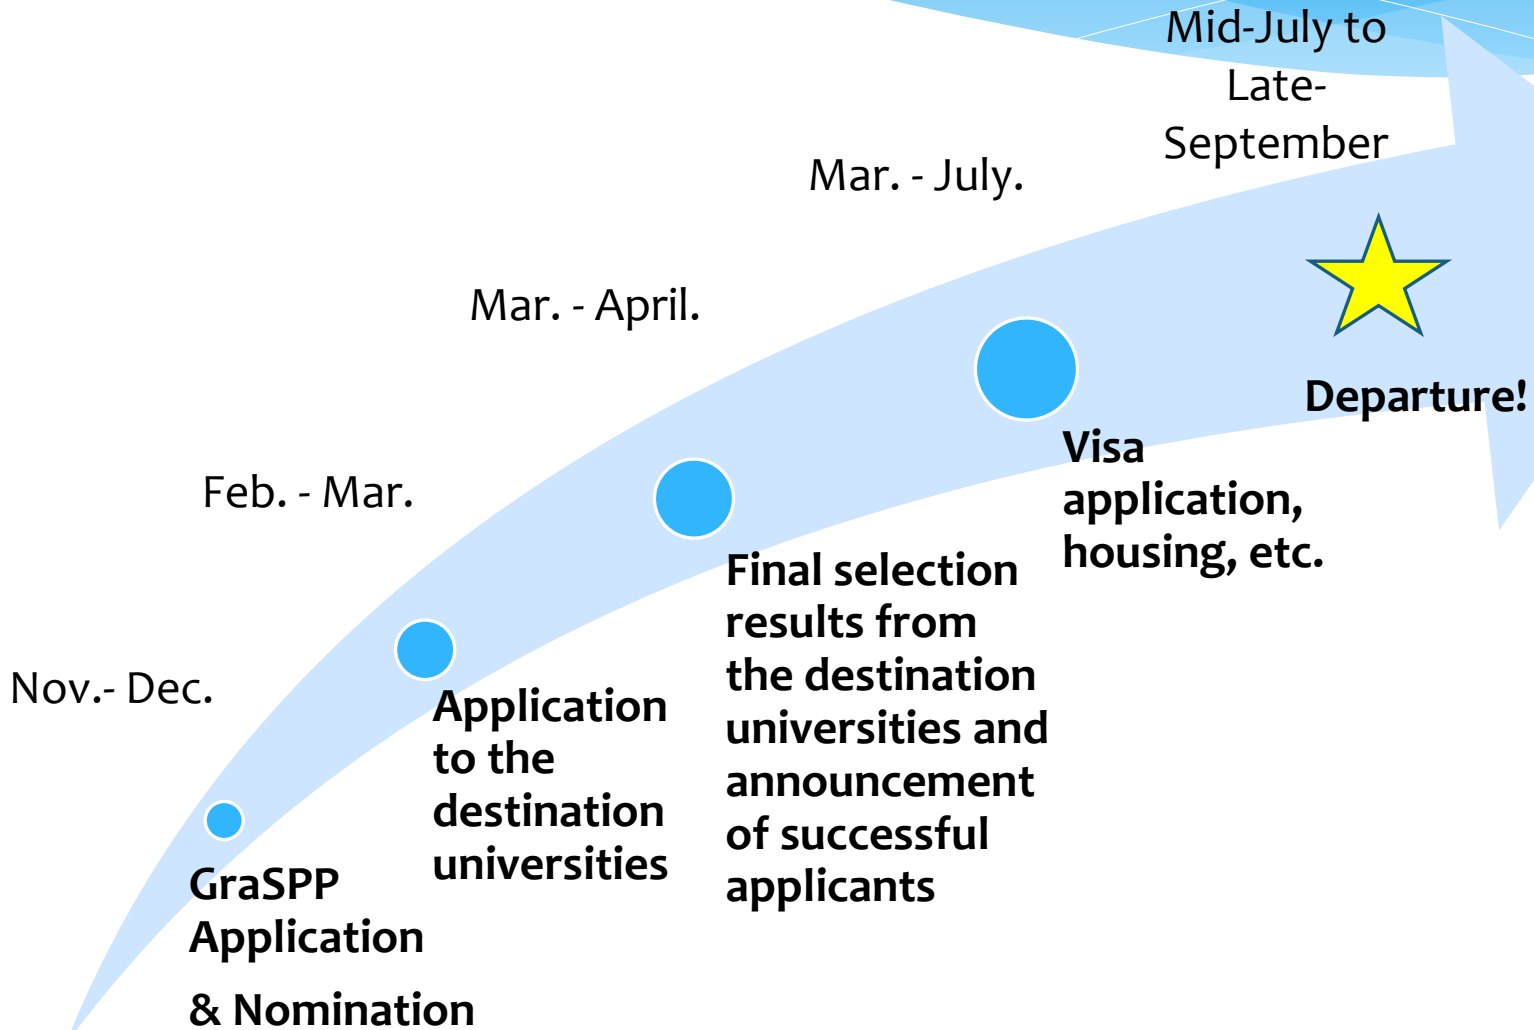 Nov.- Dec.
GraSPP
Application
& Nomination
Feb. - Mar.
Application
to the
destination
universities
Mar. - April.
Final selection
results from
the destination
universities and
announcement
of successful
applicants
Mar. - July.
Visa
application,
housing, etc.
Mid-July to
Late-
September
Departure!